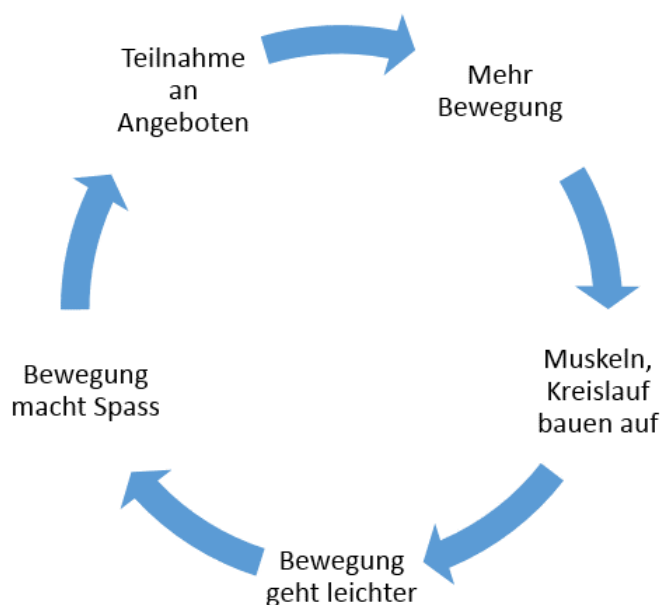 Teilnahme
an
Angeboten
Mehr
Bewegung
Muskeln,
Kreislauf
bauen auf
Bewegung
geht leichter
Bewegung
macht Spass